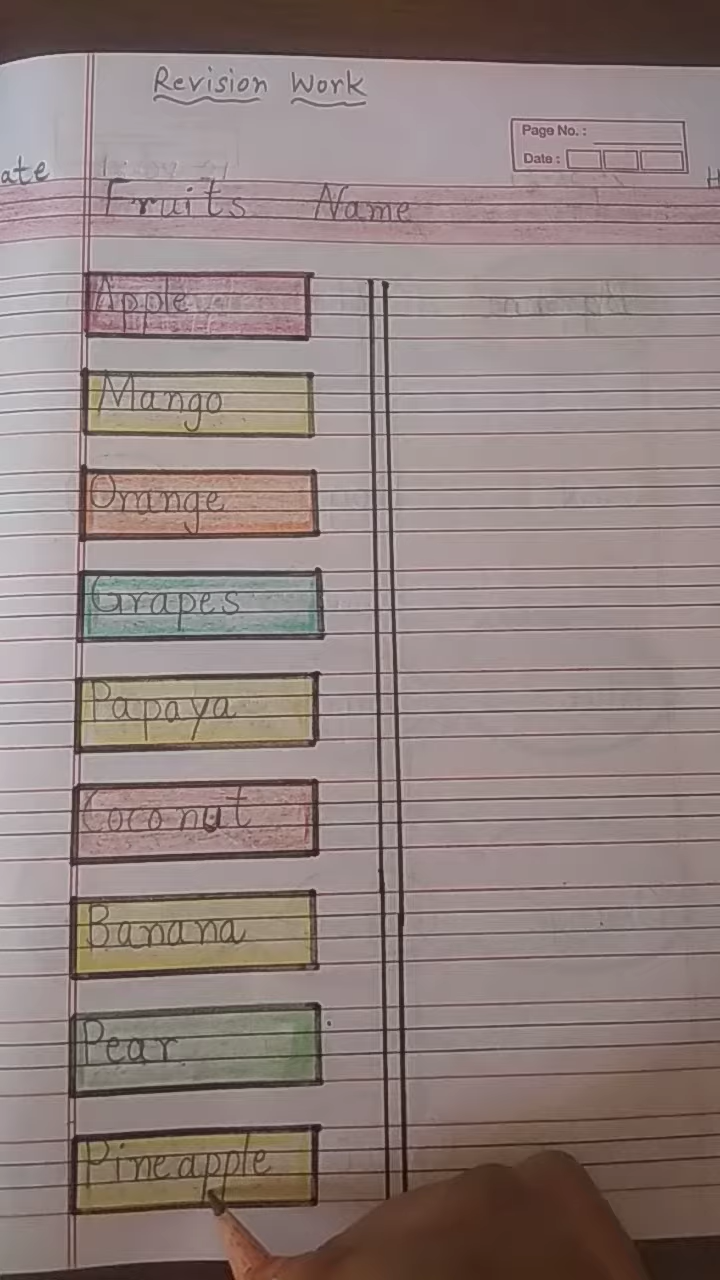 Revision Work
Page No. :
Date :
ate
H
Fruits Name
Apple
Mango
Orange
Grapes
Papaya
Coconut
Banana
Pear
Pineapple